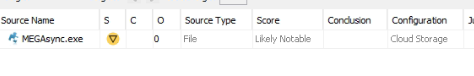 Source Name S C O Source Type Score Conclusion Configuration
MEGAsync.exe 0 File Likely Notable Cloud Storage